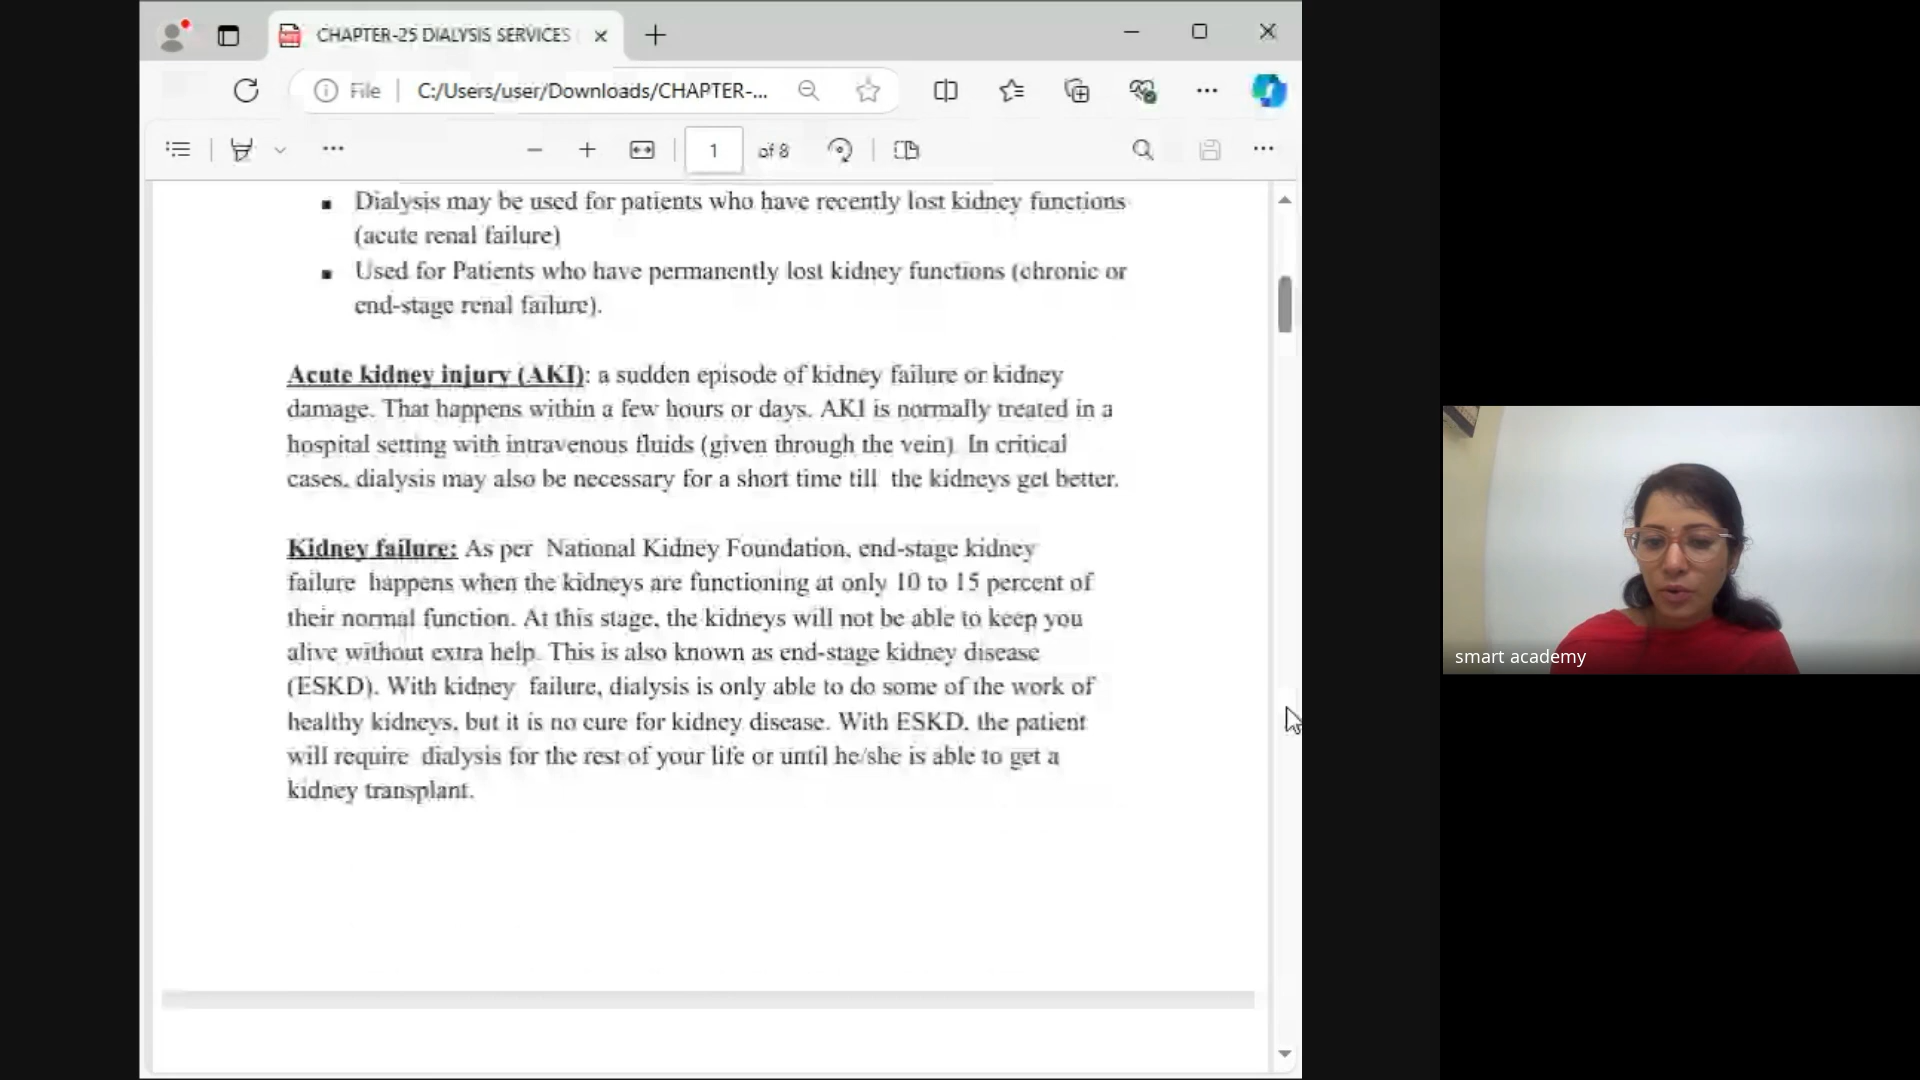 CHAPTER-25 DIALYSIS SERVICES
File
C:/Users/user/Downloads/CHAPTER-...
1 of 8
Dialysis may be used for patients who have recently lost kidney functions
(acute renal failure)
Used for Patients who have permanently lost kidney functions (chronic or
end-stage renal failure).
Acute kidney injury (AKI): a sudden episode of kidney failure or kidney
damage. That happens within a few hours or days. AKI is normally treated in a
hospital setting with intravenous fluids (given through the vein). In critical
cases, dialysis may also be necessary for a short time till the kidneys get better.
Kidney failure: As per National Kidney Foundation, end-stage kidney
failure happens when the kidneys are functioning at only 10 to 15 percent of
their normal function. At this stage, the kidneys will not be able to keep you
alive without extra help. This is also known as end-stage kidney disease
(ESKD). With kidney failure, dialysis is only able to do some of the work of
healthy kidneys, but it is no cure for kidney disease. With ESKD, the patient
will require dialysis for the rest of your life or until he/she is able to get a
kidney transplant.
smart academy